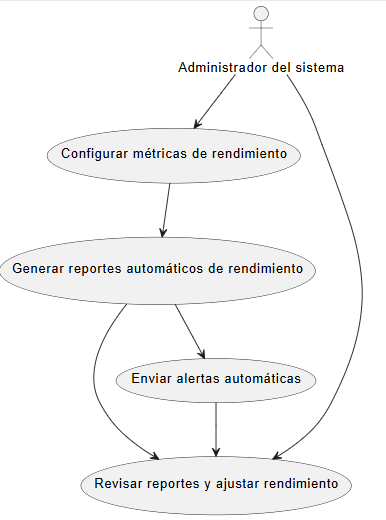 Administrador del sistema
Configurar métricas de rendimiento
Generar reportes automáticos de rendimiento
Enviar alertas automáticas
Revisar reportes y ajustar rendimiento